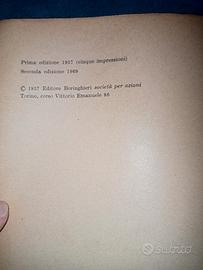 Prima edizione 1957 (cinque impressioni)
Seconda edizione 1969
© 1957 Editore Boringhieri società per azioni
Torino, corso Vittorio Emanuele 86
subito